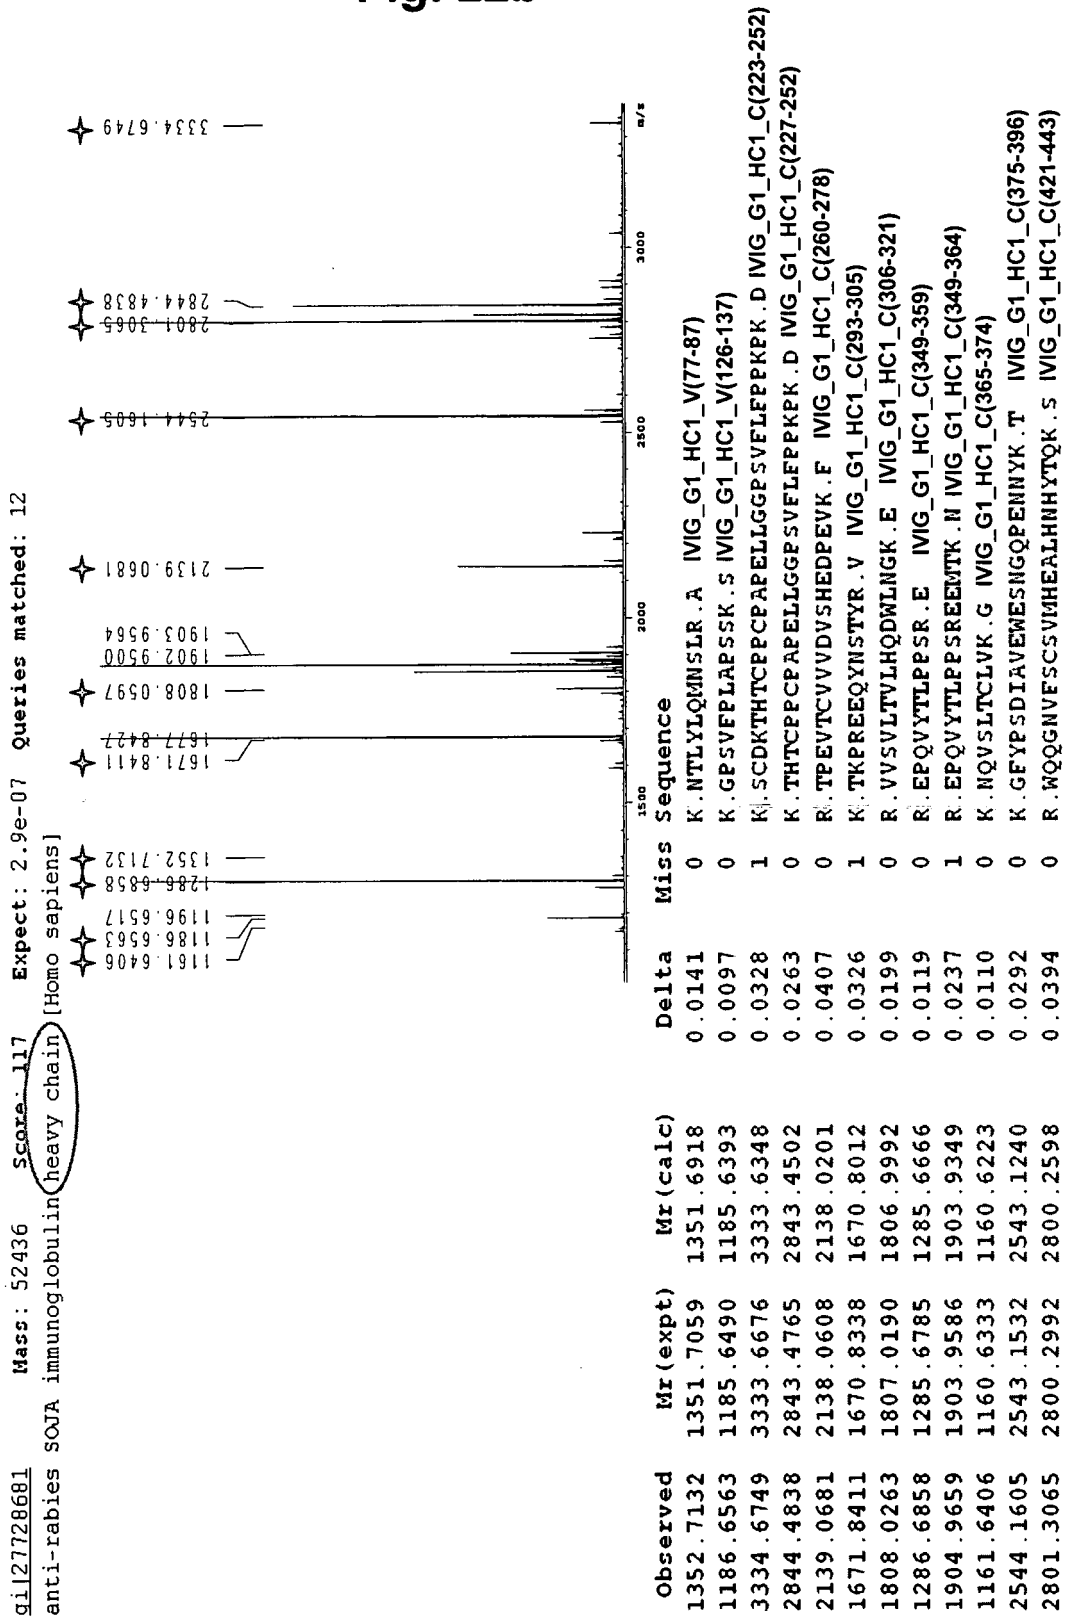 Fig.
gi|27728681 Mass: 52436 Score: 117 Expect: 2.9e-07 Queries matched: 12
anti-rabies SOJA immunoglobulin heavy chain [Homo sapiens]
1161.6406
1186.6563
1196.6517
1286.6858
1352.7132
1671.8411
1677.8427
1808.0597
1902.9500
1903.9564
2139.0681
2544.1605
2801.3065
2844.4838
3334.6749
1500 2000 2500 3000 m/z
Observed Mr(expt) Mr(calc) Delta Miss Sequence
1352.7132 1351.7059 1351.6918 0.0141 0 K.NTLYLQMNSLR.A IVIG_G1_HC1_V(77-87)
1186.6563 1185.6490 1185.6393 0.0097 0 K.GPSVFPLAPSSK.S IVIG_G1_HC1_V(126-137)
3334.6749 3333.6676 3333.6348 0.0328 1 K.SCDKTHTCPPCPAPELLGGPSVFLFPPKPK.D IVIG_G1_HC1_C(223-252)
2844.4838 2843.4765 2843.4502 0.0263 0 K.THTCPPCPAPELLGGPSVFLFPPKPK.D IVIG_G1_HC1_C(227-252)
2139.0681 2138.0608 2138.0201 0.0407 0 R.TPEVTCVVVDVSHEDPEVK.F IVIG_G1_HC1_C(260-278)
1671.8411 1670.8338 1670.8012 0.0326 1 K.TKPREEQYNSTYR.V IVIG_G1_HC1_C(293-305)
1808.0263 1807.0190 1806.9992 0.0199 0 R.VVSVLTVLHQDWLNGK.E IVIG_G1_HC1_C(306-321)
1286.6858 1285.6785 1285.6666 0.0119 0 R.EPQVYTLPPSR.E IVIG_G1_HC1_C(349-359)
1904.9659 1903.9586 1903.9349 0.0237 1 R.EPQVYTLPPSREEMTK.N IVIG_G1_HC1_C(349-364)
1161.6406 1160.6333 1160.6223 0.0110 0 K.NQVSLTCLVK.G IVIG_G1_HC1_C(365-374)
2544.1605 2543.1532 2543.1240 0.0292 0 K.GFYPSDIAVEWESNGQPENNYK.T IVIG_G1_HC1_C(375-396)
2801.3065 2800.2992 2800.2598 0.0394 0 R.WQQGNVFSCSVMHEALHNHYTQK.S IVIG_G1_HC1_C(421-443)